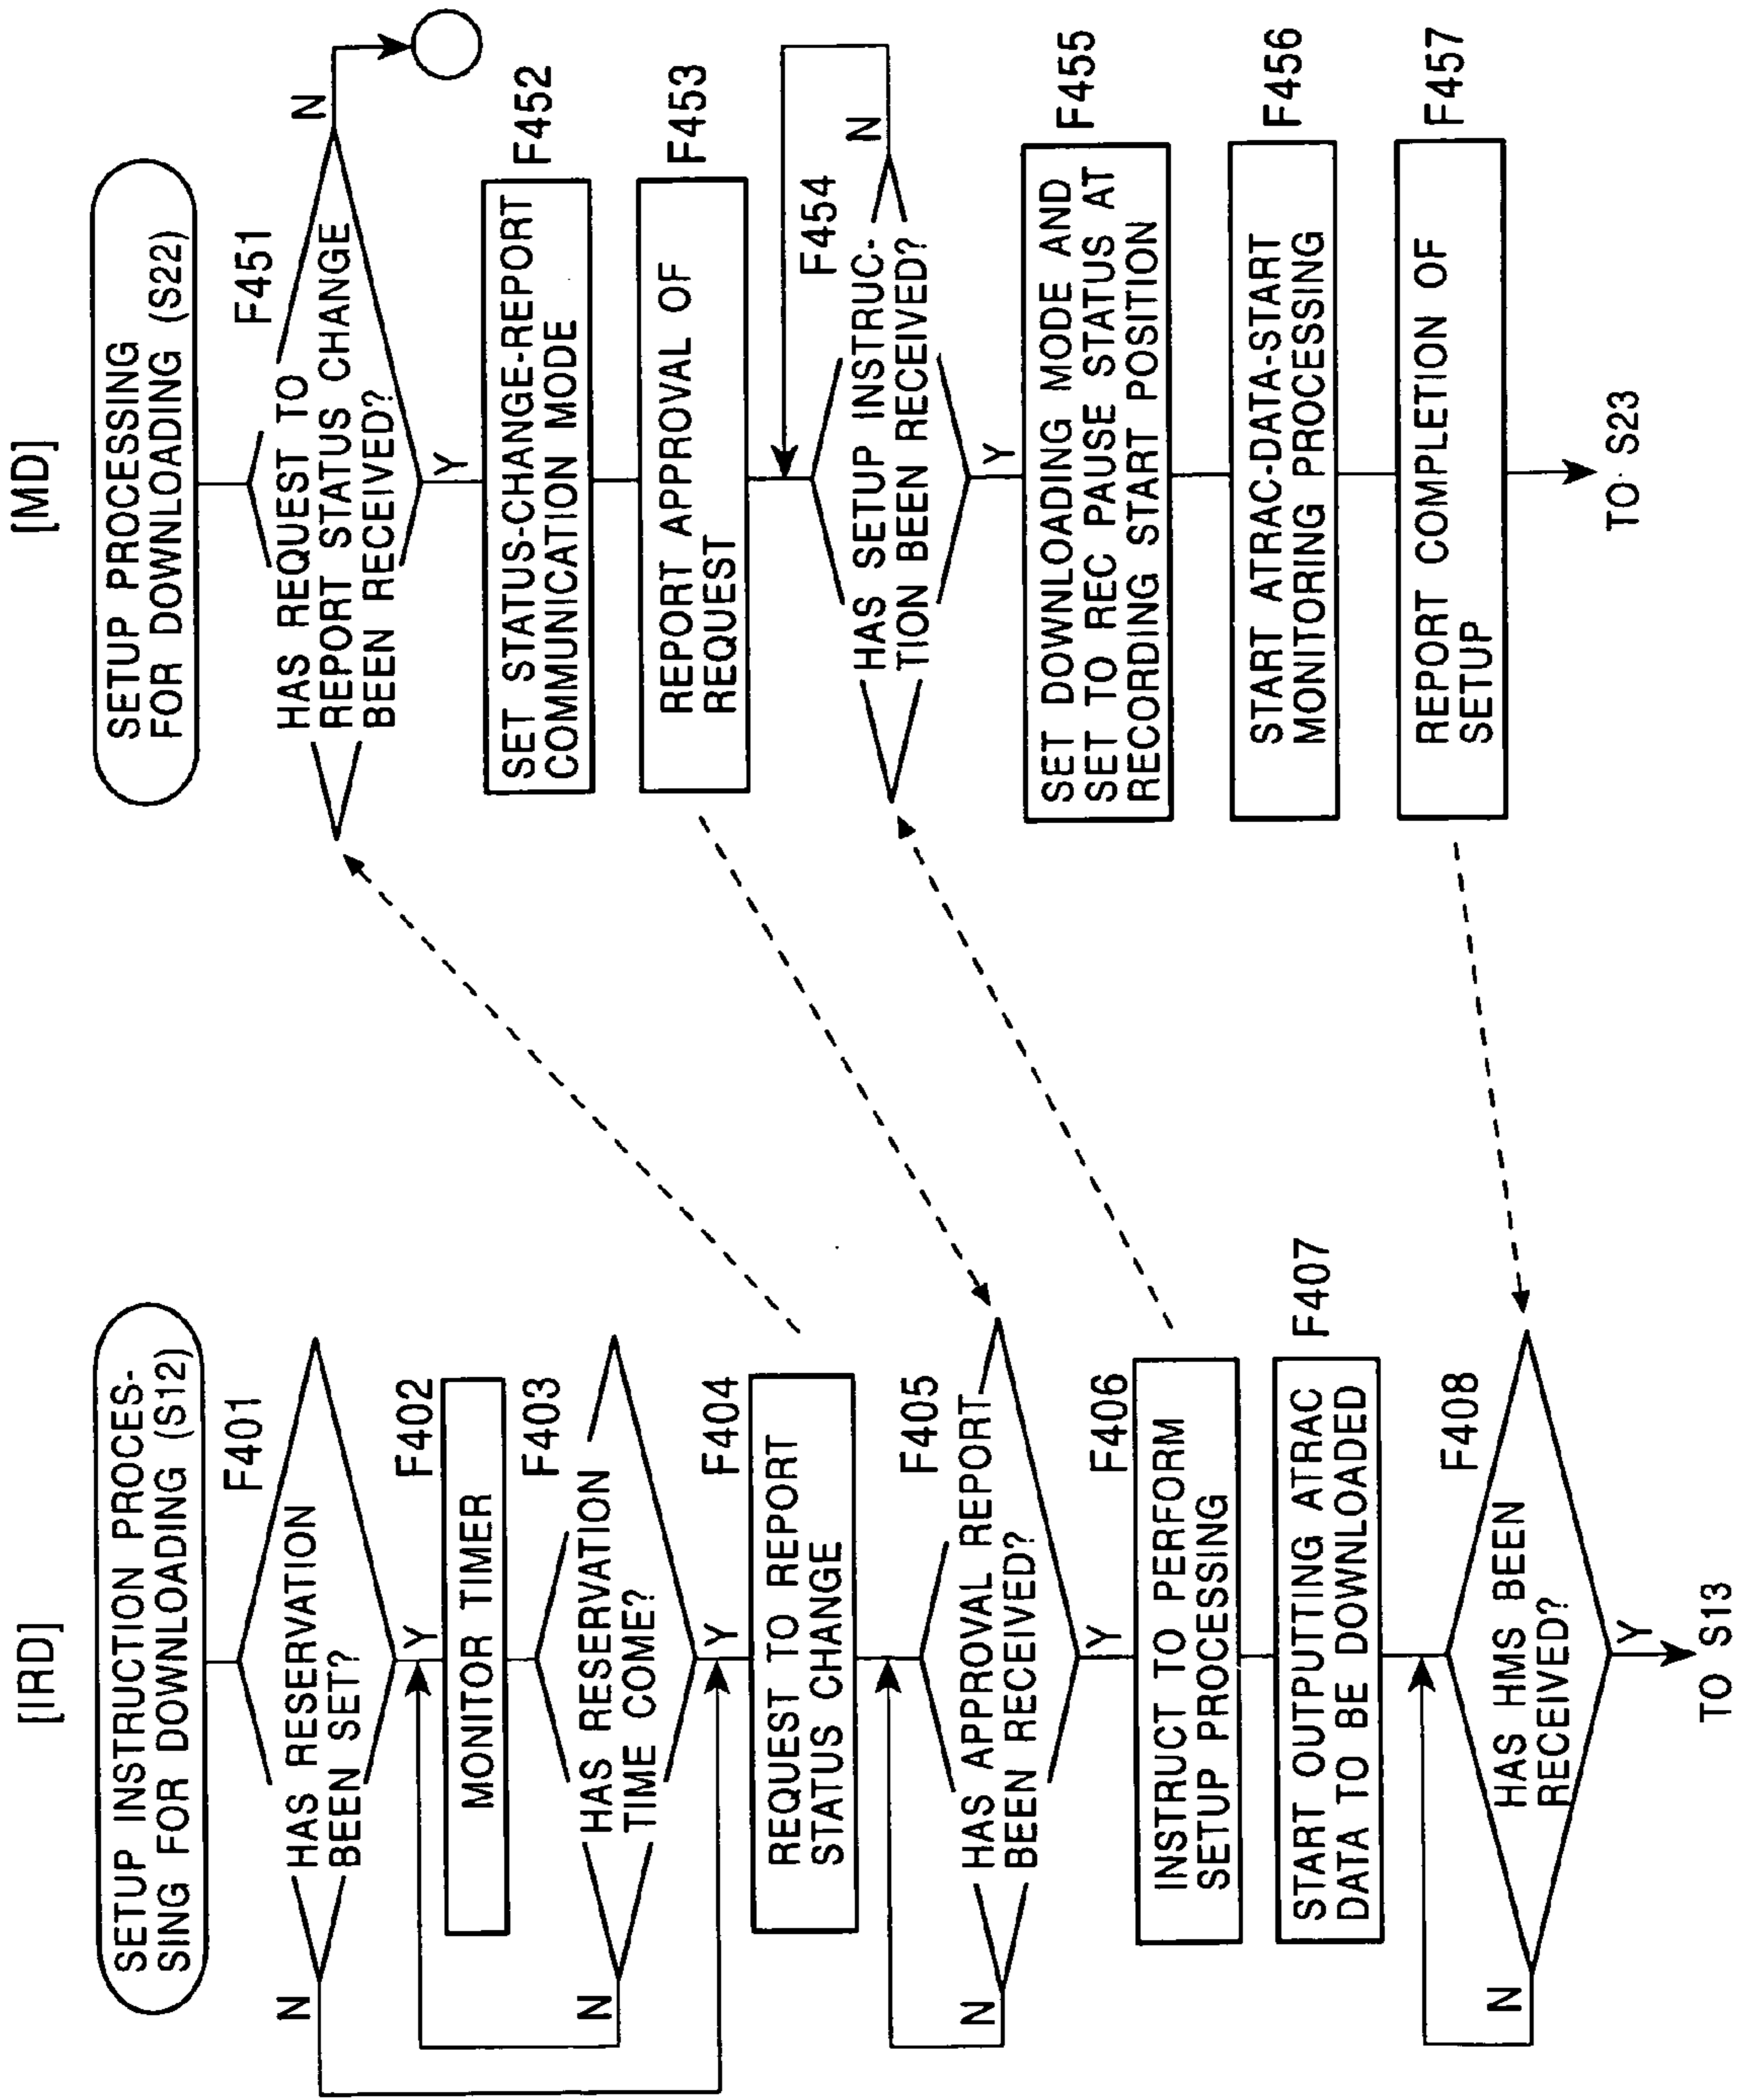 [IRD]
SETUP INSTRUCTION PROCES-
SING FOR DOWNLOADING (S12)
F401
HAS RESERVATION
BEEN SET?
N
Y
F402
MONITOR TIMER
F403
HAS RESERVATION
TIME COME?
N
Y
F404
REQUEST TO REPORT
STATUS CHANGE
F405
HAS APPROVAL REPORT
BEEN RECEIVED?
N
Y
F406
INSTRUCT TO PERFORM
SETUP PROCESSING
F407
START OUTPUTTING ATRAC
DATA TO BE DOWNLOADED
F408
HAS HMS BEEN
RECEIVED?
N
Y
TO S13
[MD]
SETUP PROCESSING
FOR DOWNLOADING (S22)
F451
HAS REQUEST TO
REPORT STATUS CHANGE
BEEN RECEIVED?
N
Y
F452
SET STATUS-CHANGE-REPORT
COMMUNICATION MODE
F453
REPORT APPROVAL OF
REQUEST
F454
HAS SETUP INSTRUC-
TION BEEN RECEIVED?
N
Y
F455
SET DOWNLOADING MODE AND
SET TO REC PAUSE STATUS AT
RECORDING START POSITION
F456
START ATRAC-DATA-START
MONITORING PROCESSING
F457
REPORT COMPLETION OF
SETUP
TO S23